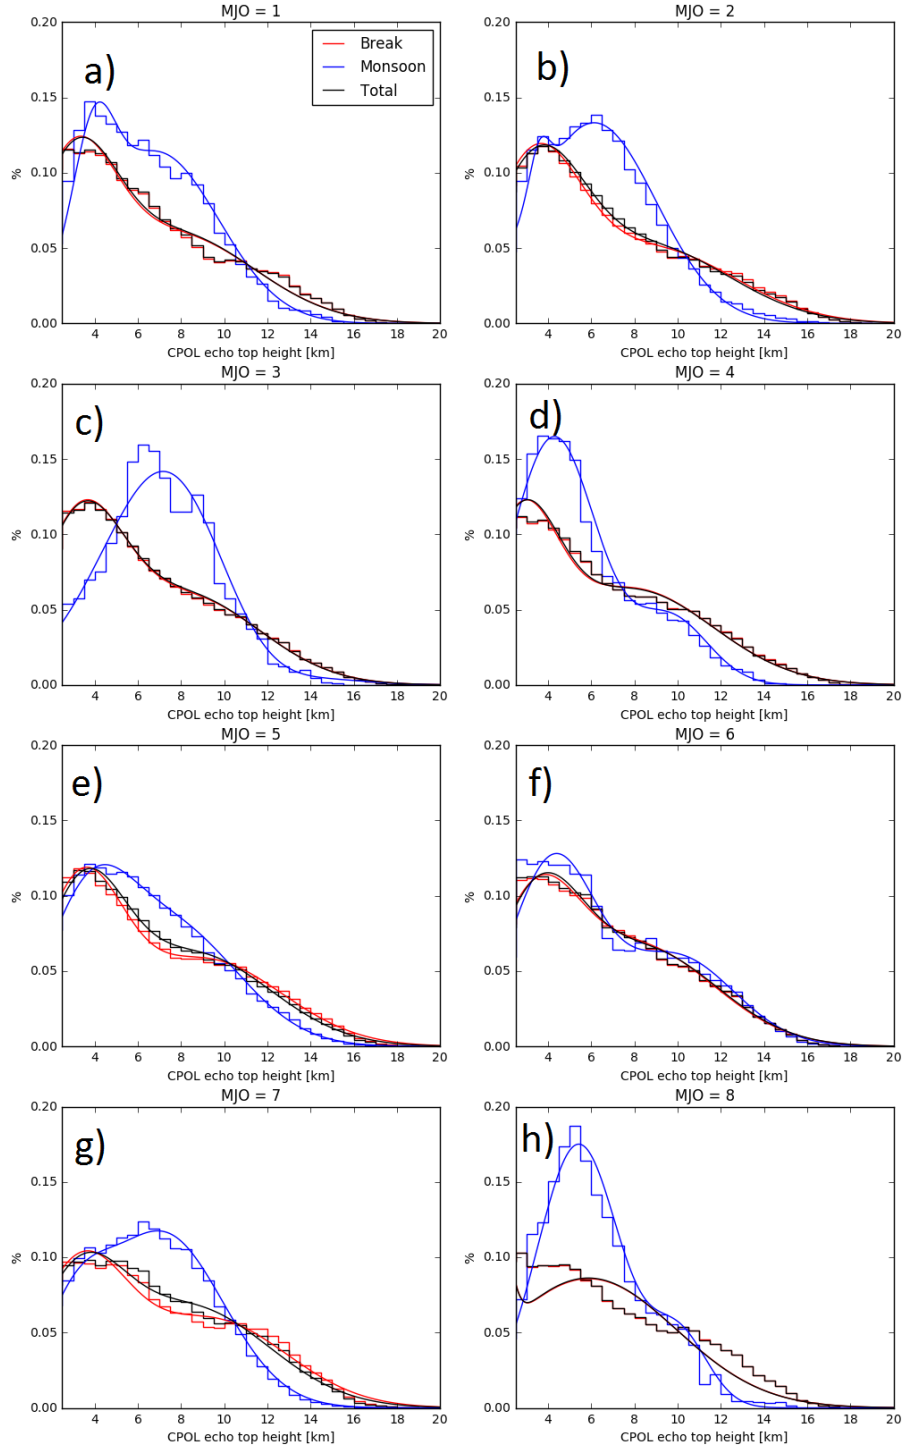 MJO = 1
0.20
0.15
0.10
0.05
0.00
%
a)
Break
Monsoon
Total
4 6 8 10 12 14 16 18 20
CPOL echo top height [km]
MJO = 2
0.20
0.15
0.10
0.05
0.00
%
b)
4 6 8 10 12 14 16 18 20
CPOL echo top height [km]
MJO = 3
0.20
0.15
0.10
0.05
0.00
%
c)
4 6 8 10 12 14 16 18 20
CPOL echo top height [km]
MJO = 4
0.20
0.15
0.10
0.05
0.00
%
d)
4 6 8 10 12 14 16 18 20
CPOL echo top height [km]
MJO = 5
0.20
0.15
0.10
0.05
0.00
%
e)
4 6 8 10 12 14 16 18 20
CPOL echo top height [km]
MJO = 6
0.20
0.15
0.10
0.05
0.00
%
f)
4 6 8 10 12 14 16 18 20
CPOL echo top height [km]
MJO = 7
0.20
0.15
0.10
0.05
0.00
%
g)
4 6 8 10 12 14 16 18 20
CPOL echo top height [km]
MJO = 8
0.20
0.15
0.10
0.05
0.00
%
h)
4 6 8 10 12 14 16 18 20
CPOL echo top height [km]